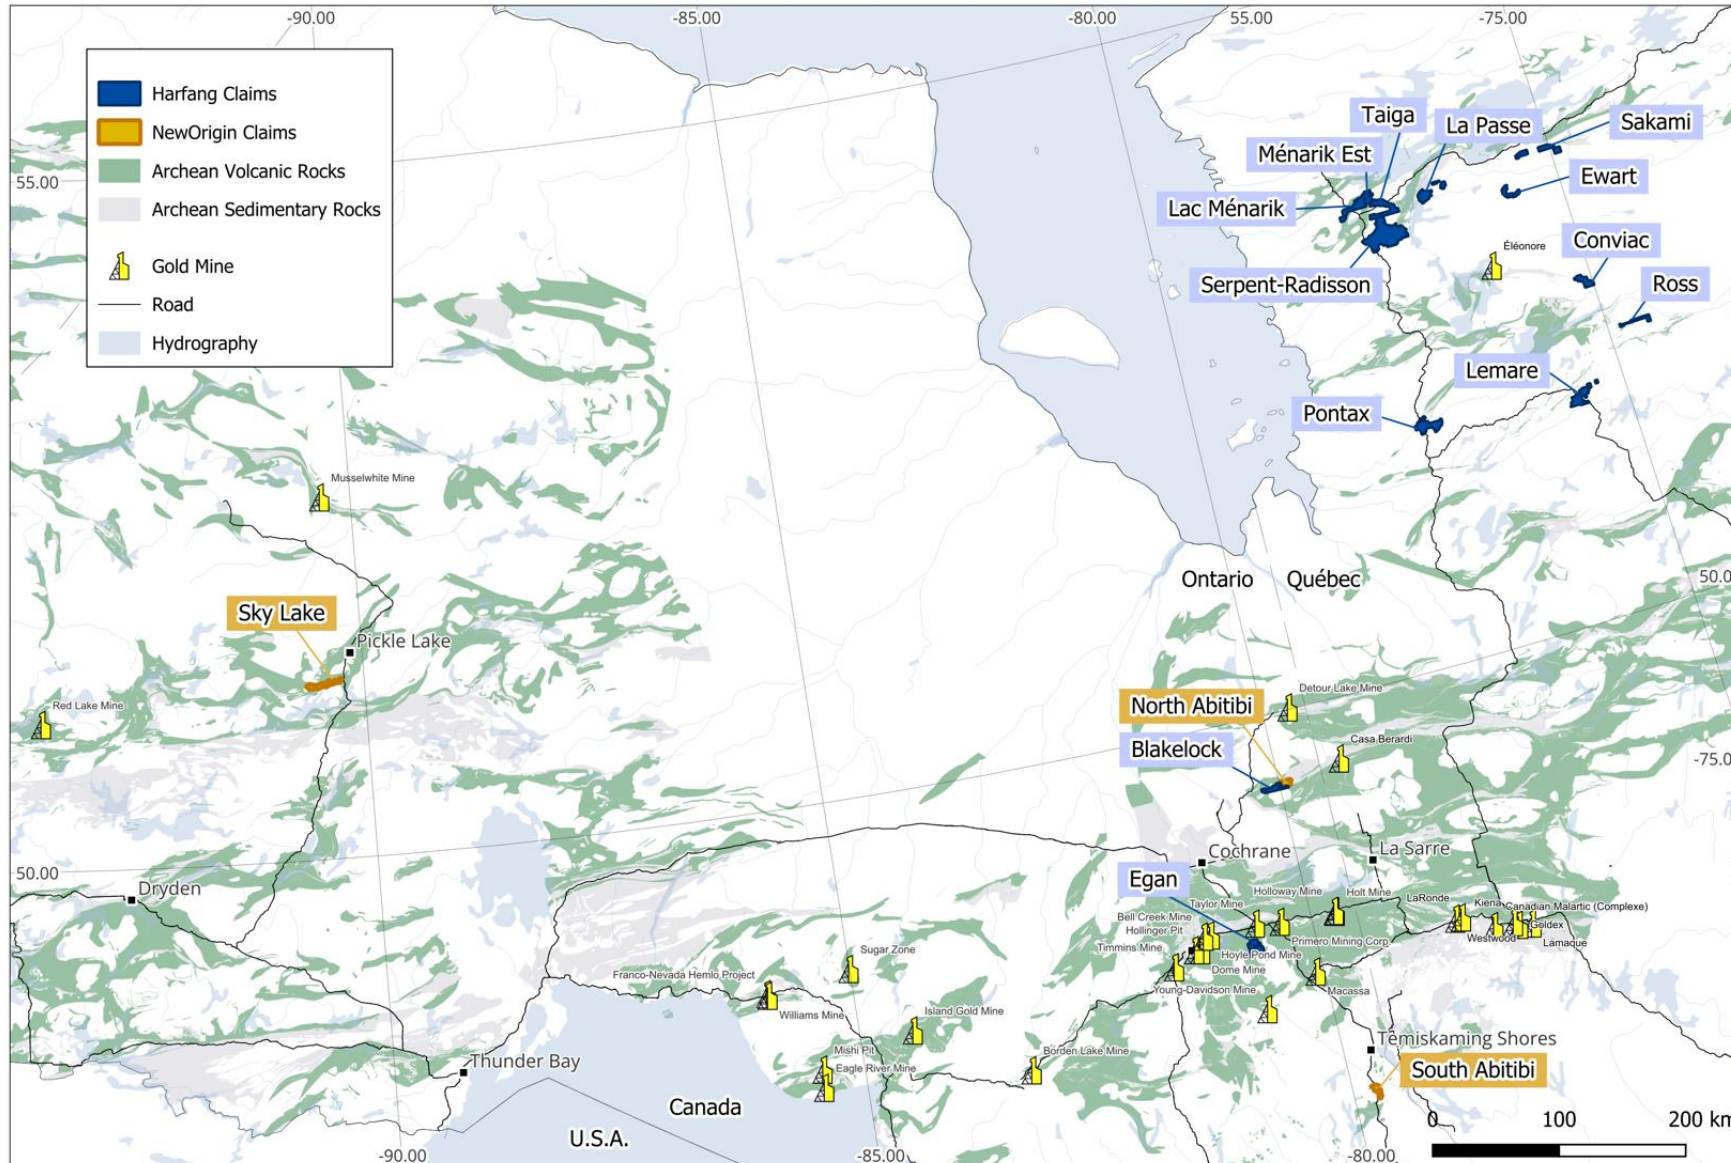 -90.00
-85.00
-80.00
55.00
-75.00
Harfang Claims
NewOrigin Claims
Archean Volcanic Rocks
Archean Sedimentary Rocks
Gold Mine
Road
Hydrography
55.00
Taiga
La Passe
Sakami
Ménarik Est
Ewart
Lac Ménarik
Conviac
Éléonore
Serpent-Radisson
Ross
Lemare
Pontax
Musselwhite Mine
Ontario
Québec
50.00
Sky Lake
Pickle Lake
Red Lake Mine
North Abitibi
Detour Lake Mine
Blakelock
Casa Berardi
-75.0
50.00
Dryden
Cochrane
La Sarre
Egan
Holloway Mine
Holt Mine
Taylor Mine
LaRonde
Kiena
Canadian Malartic (Complexe)
Bell Creek Mine
Hollinger Pit
Goldex
Westwood
Lamaque
Primero Mining Corp
Timmins Mine
Hoyle Pond Mine
Dome Mine
Sugar Zone
Franco-Nevada Hemlo Project
Young-Davidson Mine
Macassa
Williams Mine
Island Gold Mine
Témiskaming Shores
Mishi Pit
Borden Lake Mine
Eagle River Mine
Thunder Bay
South Abitibi
Canada
U.S.A.
0
100
200 km
-90.00
-85.00
-80.00